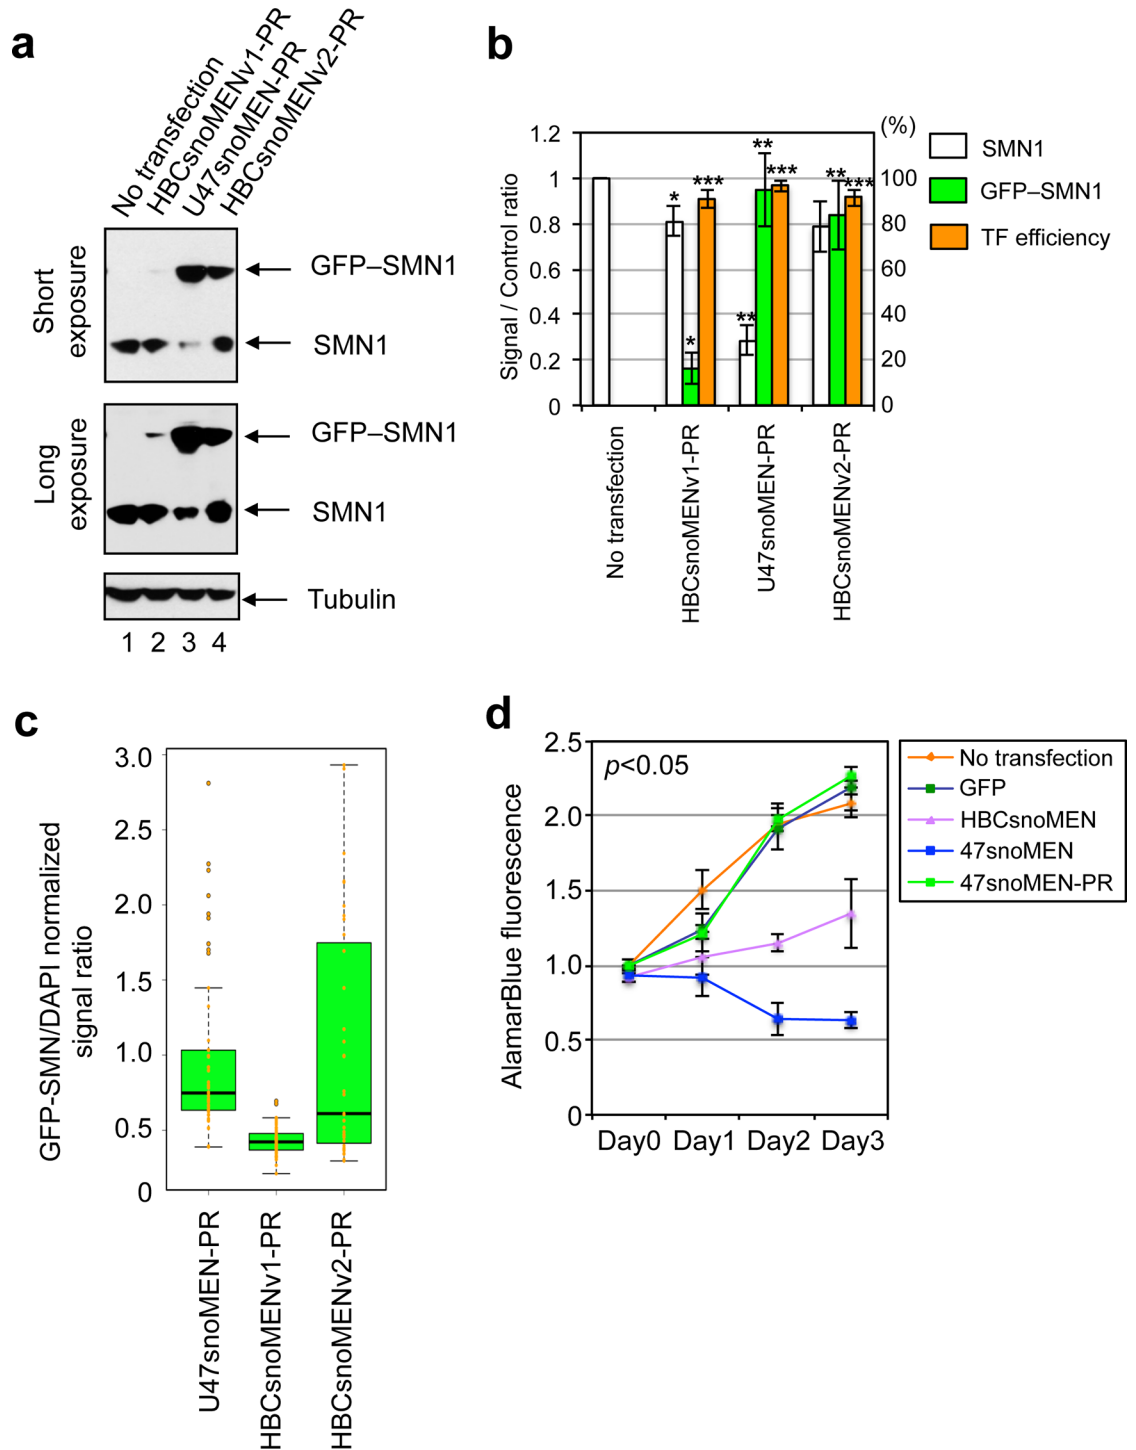 a
No transfection
HBCsnoMENv1-PR
U47snoMEN-PR
HBCsnoMENv2-PR
Short
exposure
GFP–SMN1
SMN1
Long
exposure
GFP–SMN1
SMN1
Tubulin
1 2 3 4
b
Signal / Control ratio
1.2
1
0.8
0.6
0.4
0.2
0
(%)
100
80
60
40
20
0
*
*
***
**
**
***
**
***
No transfection
HBCsnoMENv1-PR
U47snoMEN-PR
HBCsnoMENv2-PR
SMN1
GFP–SMN1
TF efficiency
c
GFP-SMN/DAPI normalized
signal ratio
3.0
2.5
2.0
1.5
1.0
0.5
0
U47snoMEN-PR
HBCsnoMENv1-PR
HBCsnoMENv2-PR
d
AlamarBlue fluorescence
2.5
2.0
1.5
1.0
0.5
0
p<0.05
Day0 Day1 Day2 Day3
No transfection
GFP
HBCsnoMEN
47snoMEN
47snoMEN-PR